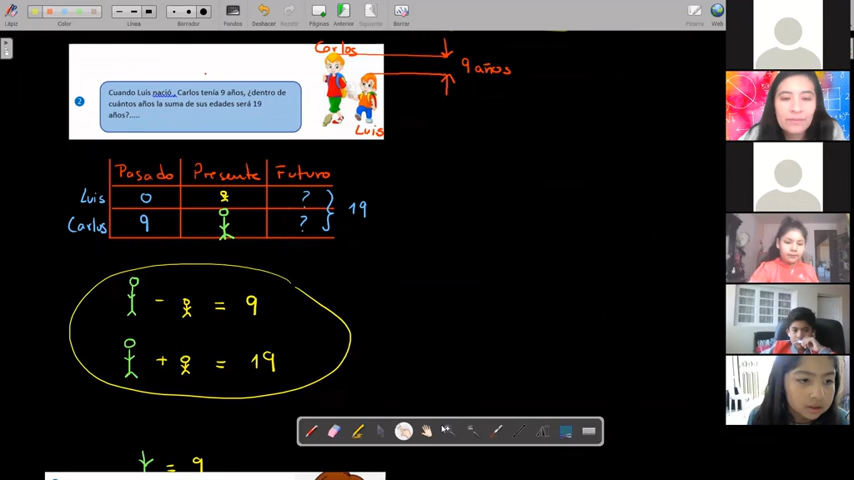 Lápiz
Colores
Línea
Borrador
Fondos
Deshacer
Rehacer
Páginas
Anterior
Siguiente
Borrar
Pizarra
Web
Carlos
9 años
2
Cuando Luis nació , Carlos tenía 9 años, ¿dentro de
cuántos años la suma de sus edades será 19
años?.....
Luis
Pasado Presente Futuro
Luis 0 ?
19
Carlos 9 ?
- = 9
+ = 19
= 9